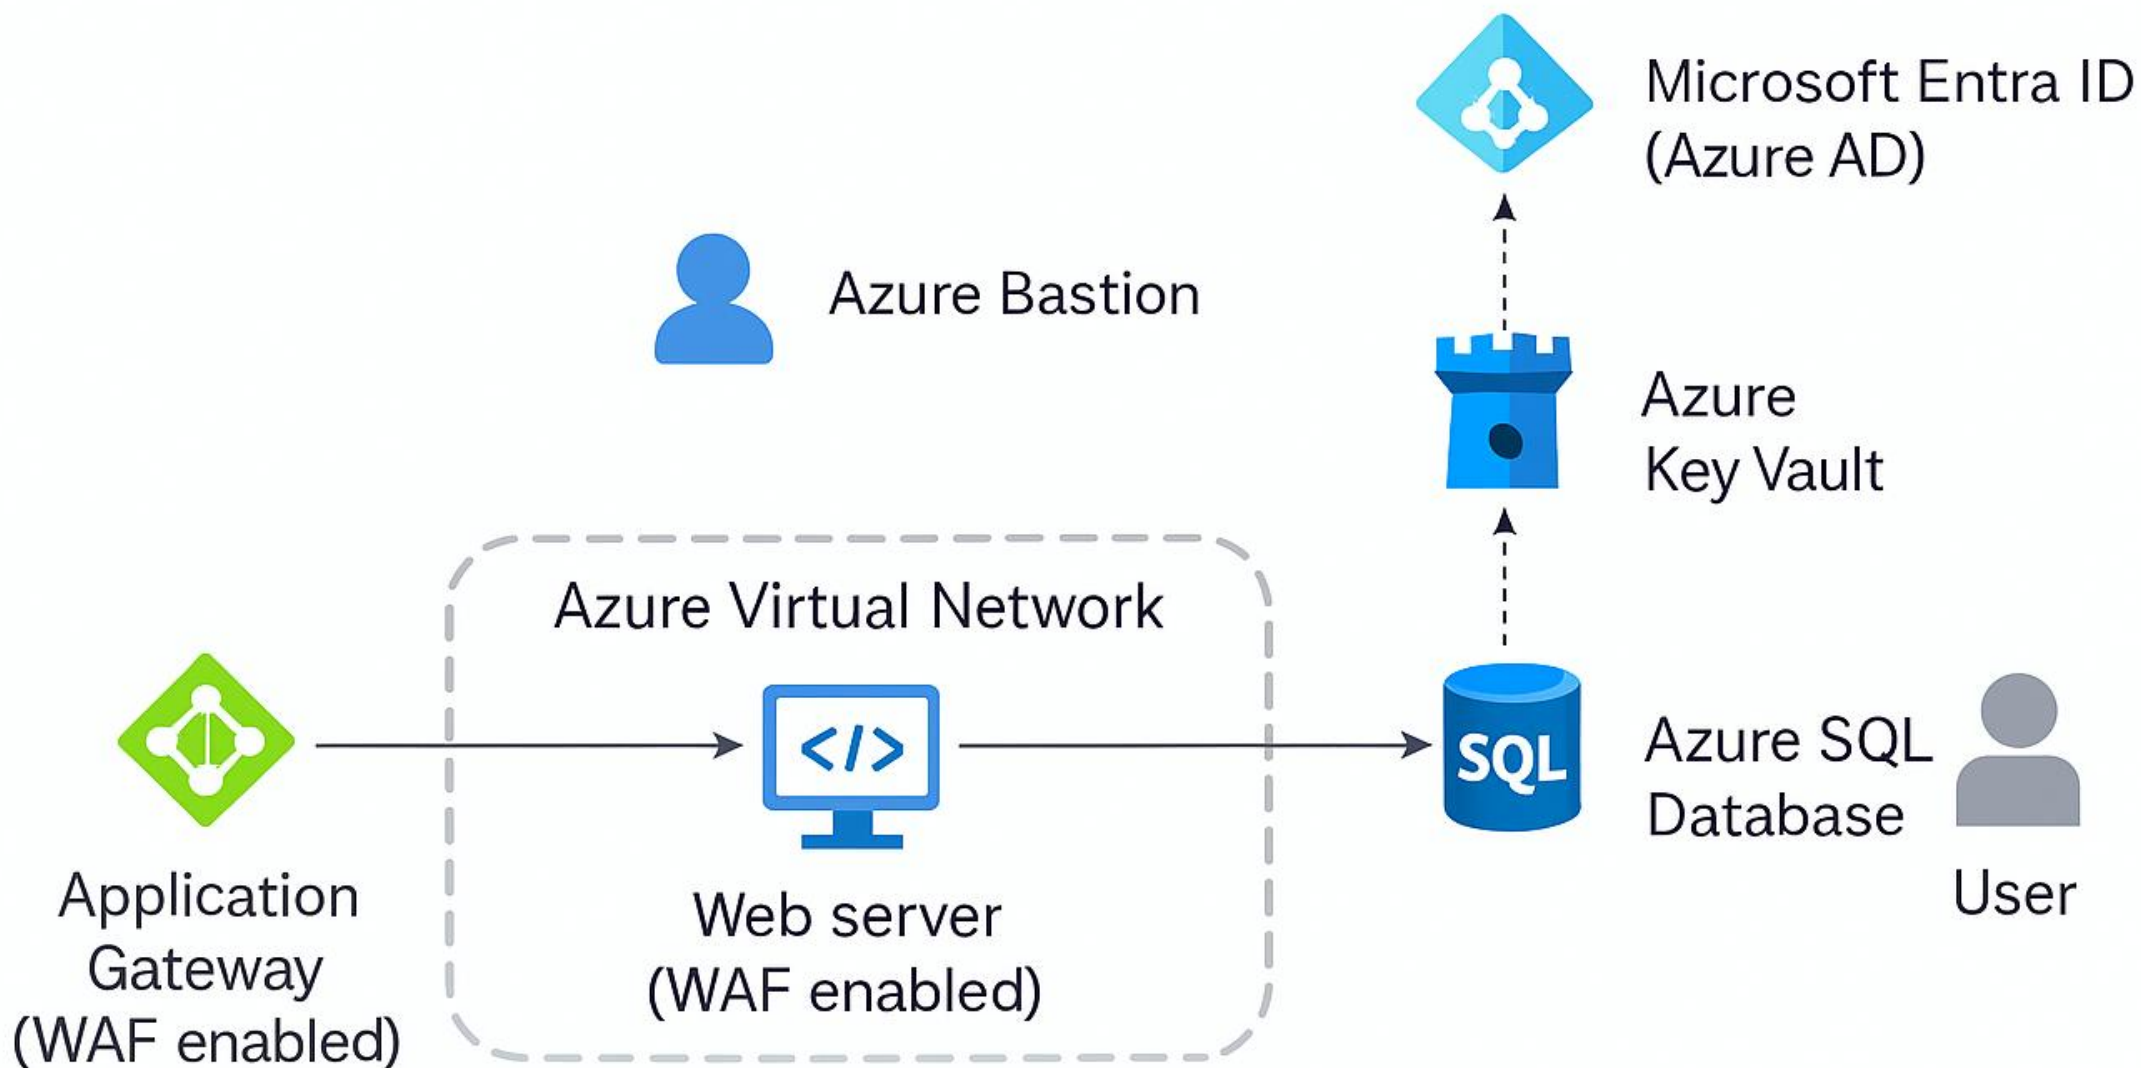 Microsoft Entra ID
(Azure AD)
Azure Bastion
Azure
Key Vault
Azure Virtual Network
</>
SQL
Azure SQL
Database
User
Application
Gateway
(WAF enabled)
Web server
(WAF enabled)